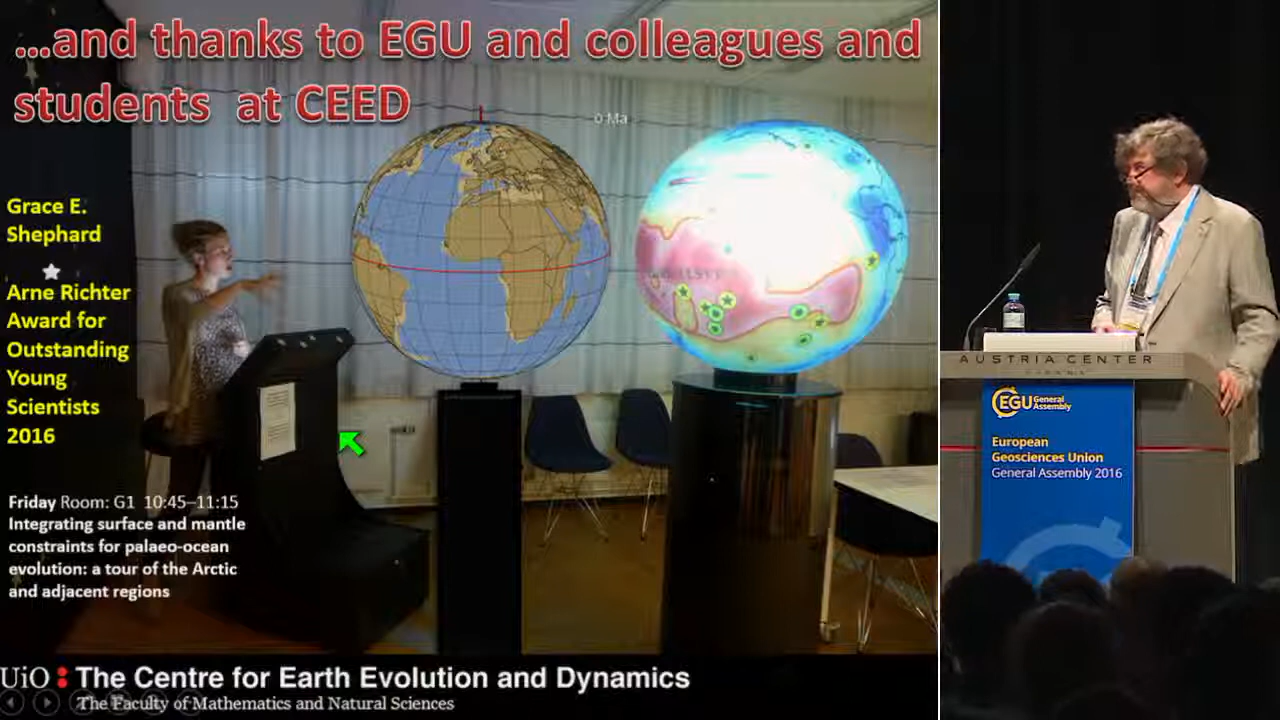 ...and thanks to EGU and colleagues and
students at CEED
0 Ma
Grace E.
Shephard
Arne Richter
Award for
Outstanding
Young
Scientists
2016
Friday Room: G1 10:45–11:15
Integrating surface and mantle
constraints for palaeo-ocean
evolution: a tour of the Arctic
and adjacent regions
UiO : The Centre for Earth Evolution and Dynamics
The Faculty of Mathematics and Natural Sciences
AUSTRIA CENTER
EGU General
Assembly
European
Geosciences Union
General Assembly 2016